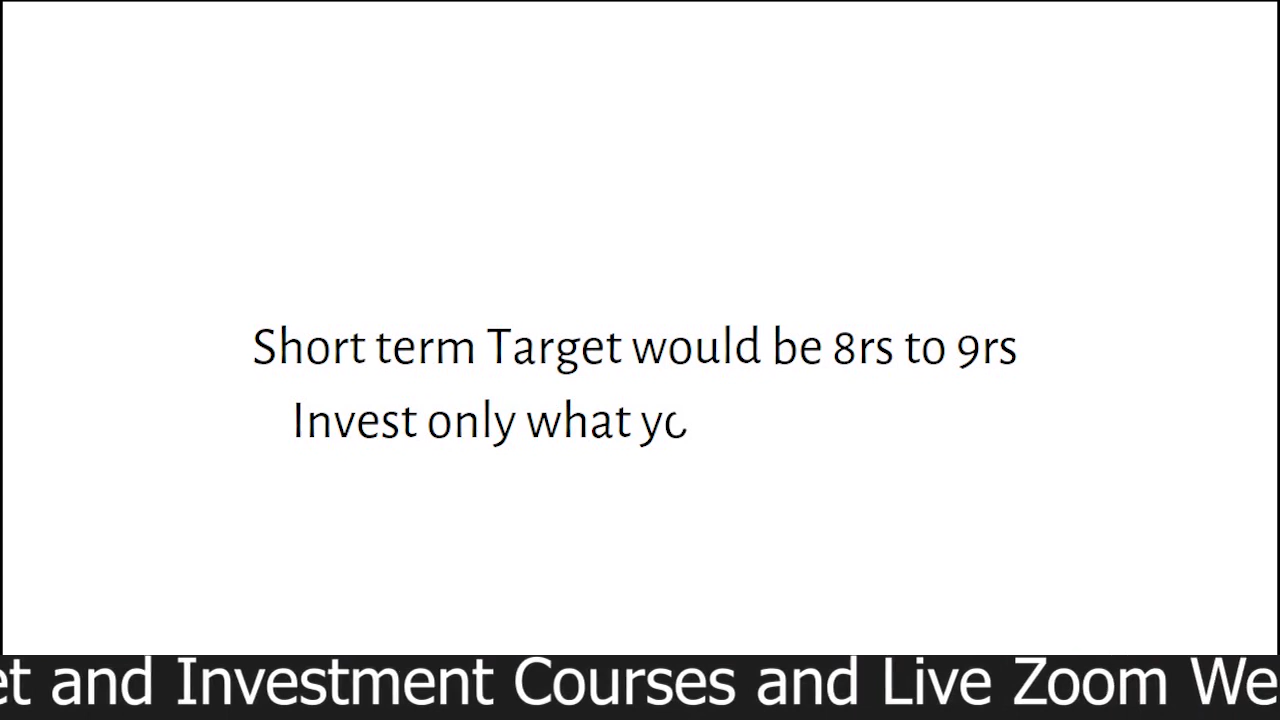 Short term Target would be 8rs to 9rs
Invest only what
and Investment Courses and Live Zoom